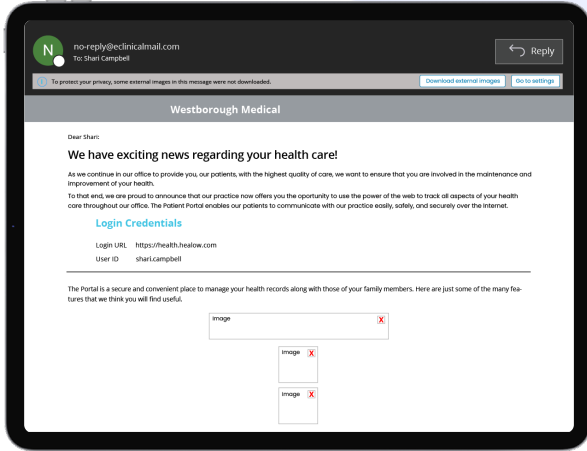 N
no-reply@eclinicalmail.com
To: Shari Campbell
Reply
To protect your privacy, some external images in this message were not downloaded.
Download external images
Go to settings
Westborough Medical
Dear Shari:
We have exciting news regarding your health care!
As we continue in our office to provide you, our patients, with the highest quality of care, we want to ensure that you are involved in the maintenance and
improvement of your health.
To that end, we are proud to announce that our practice now offers you the oportunity to use the power of the web to track all aspects of your health
care throughout our office. The Patient Portal enables our patients to communicate with our practice easily, safely, and securely over the Internet.
Login Credentials
Login URL https://health.healow.com
User ID shari.campbell
The Portal is a secure and convenient place to manage your health records along with those of your family members. Here are just some of the many fea-
tures that we think you will find useful.
Image X
Image X
Image X